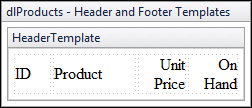 dlProducts - Header and Footer Templates
HeaderTemplate
ID Product Unit Price On Hand